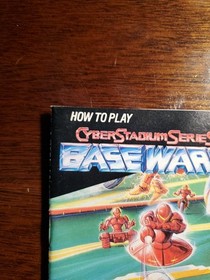 HOW TO PLAY
CYBERSTADIUM SERIES
BASE WAR